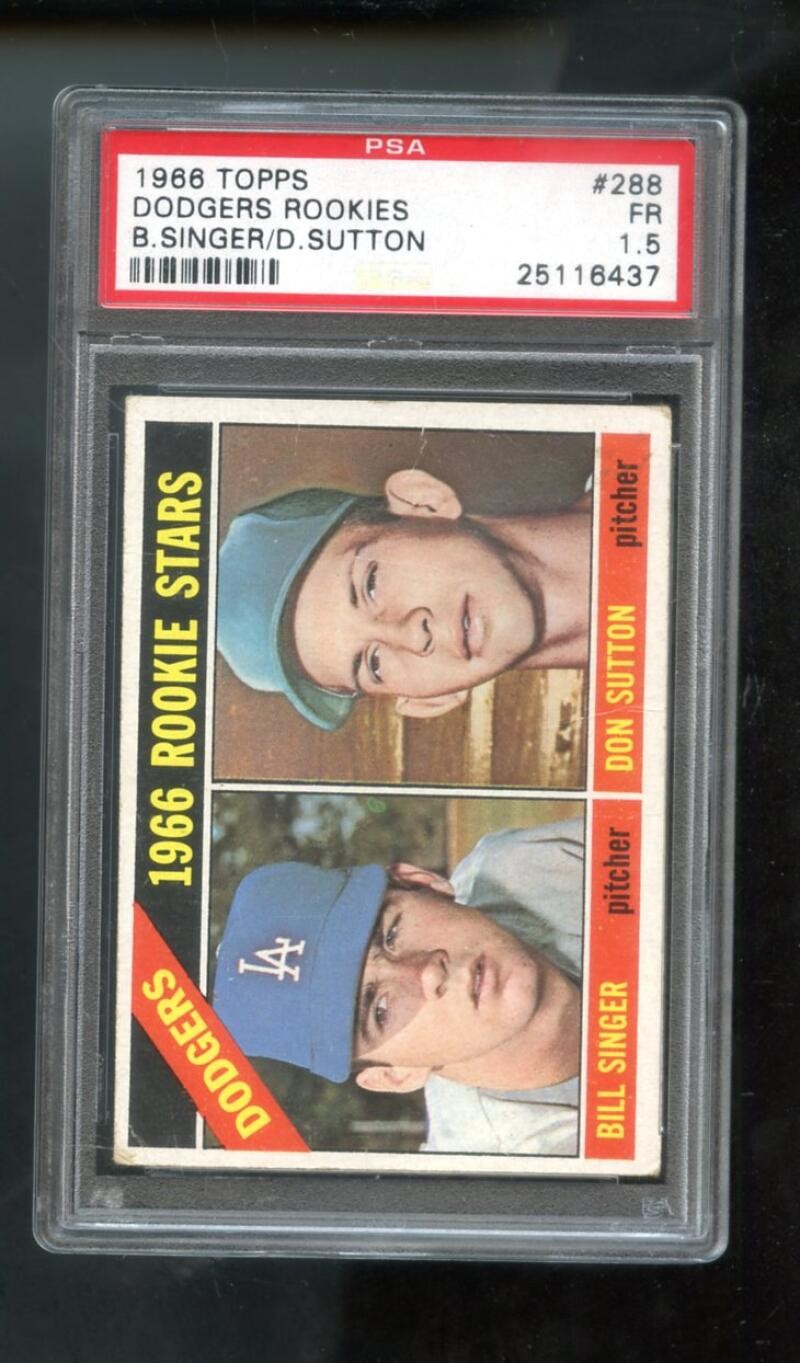 PSA
1966 TOPPS #288
DODGERS ROOKIES FR
B.SINGER/D.SUTTON 1.5
25116437
1966 ROOKIE STARS
DODGERS
LA
DON SUTTON pitcher
BILL SINGER pitcher